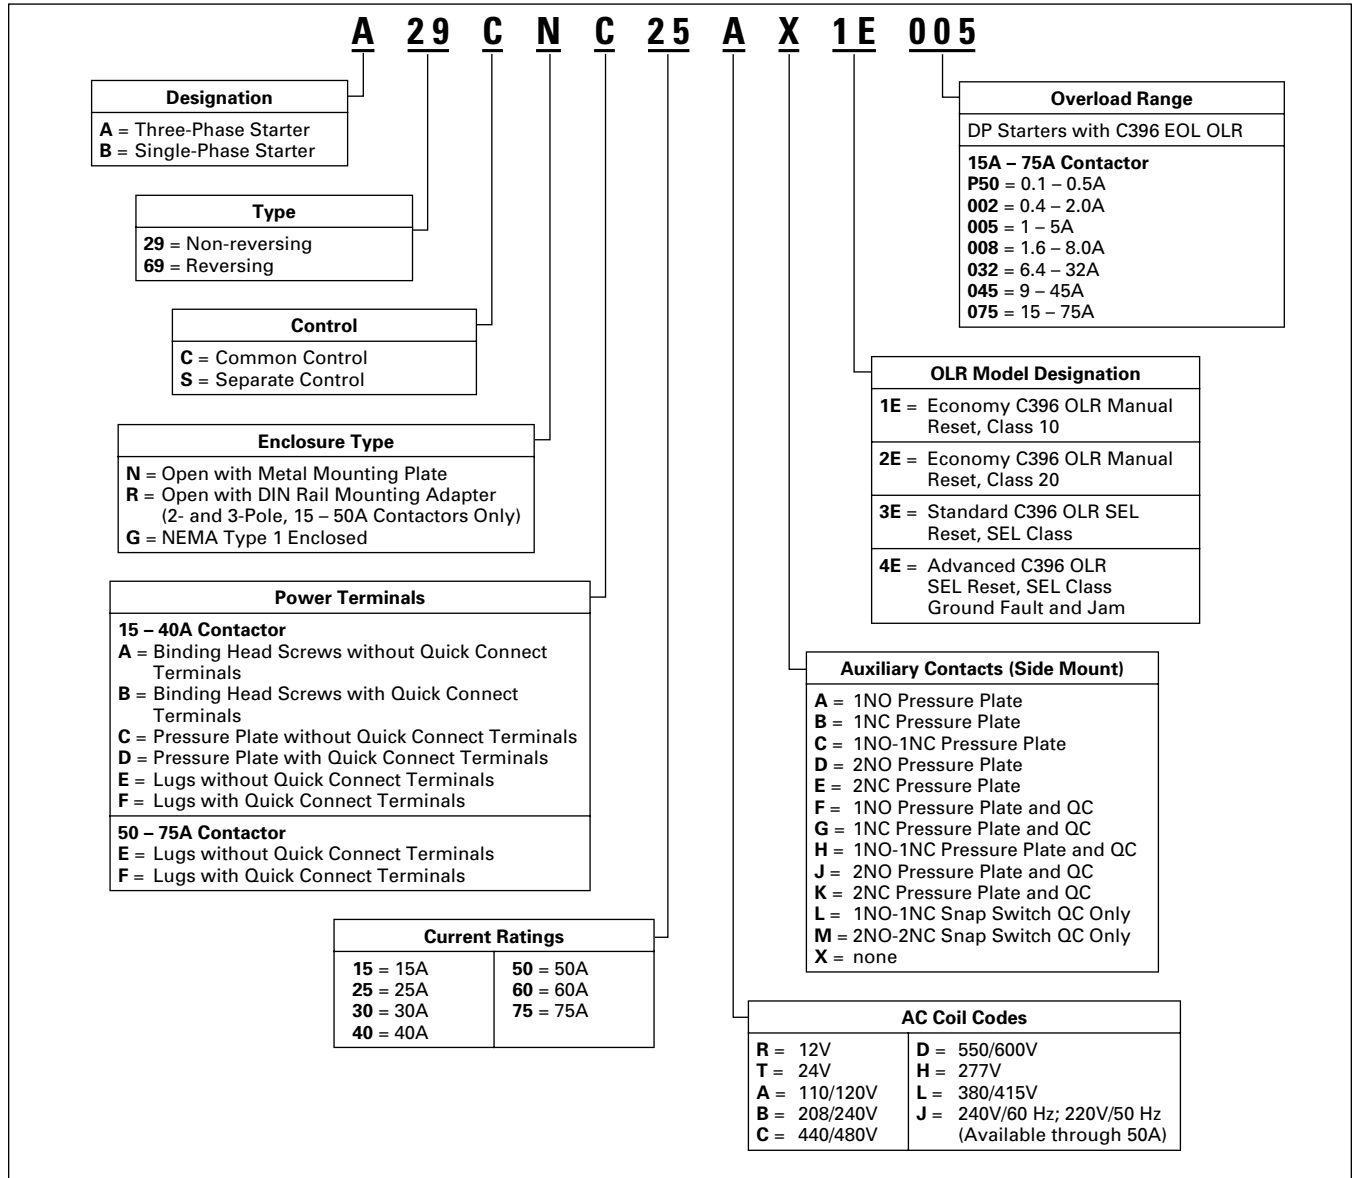 A 29 C N C 25 A X 1E 005
Designation
A = Three-Phase Starter
B = Single-Phase Starter
Type
29 = Non-reversing
69 = Reversing
Control
C = Common Control
S = Separate Control
Enclosure Type
N = Open with Metal Mounting Plate
R = Open with DIN Rail Mounting Adapter
(2- and 3-Pole, 15 – 50A Contactors Only)
G = NEMA Type 1 Enclosed
Power Terminals
15 – 40A Contactor
A = Binding Head Screws without Quick Connect
Terminals
B = Binding Head Screws with Quick Connect
Terminals
C = Pressure Plate without Quick Connect Terminals
D = Pressure Plate with Quick Connect Terminals
E = Lugs without Quick Connect Terminals
F = Lugs with Quick Connect Terminals
50 – 75A Contactor
E = Lugs without Quick Connect Terminals
F = Lugs with Quick Connect Terminals
Current Ratings
15 = 15A
25 = 25A
30 = 30A
40 = 40A
50 = 50A
60 = 60A
75 = 75A
Overload Range
DP Starters with C396 EOL OLR
15A – 75A Contactor
P50 = 0.1 – 0.5A
002 = 0.4 – 2.0A
005 = 1 – 5A
008 = 1.6 – 8.0A
032 = 6.4 – 32A
045 = 9 – 45A
075 = 15 – 75A
OLR Model Designation
1E = Economy C396 OLR Manual
Reset, Class 10
2E = Economy C396 OLR Manual
Reset, Class 20
3E = Standard C396 OLR SEL
Reset, SEL Class
4E = Advanced C396 OLR
SEL Reset, SEL Class
Ground Fault and Jam
Auxiliary Contacts (Side Mount)
A = 1NO Pressure Plate
B = 1NC Pressure Plate
C = 1NO-1NC Pressure Plate
D = 2NO Pressure Plate
E = 2NC Pressure Plate
F = 1NO Pressure Plate and QC
G = 1NC Pressure Plate and QC
H = 1NO-1NC Pressure Plate and QC
J = 2NO Pressure Plate and QC
K = 2NC Pressure Plate and QC
L = 1NO-1NC Snap Switch QC Only
M = 2NO-2NC Snap Switch QC Only
X = none
AC Coil Codes
R = 12V
T = 24V
A = 110/120V
B = 208/240V
C = 440/480V
D = 550/600V
H = 277V
L = 380/415V
J = 240V/60 Hz; 220V/50 Hz
(Available through 50A)